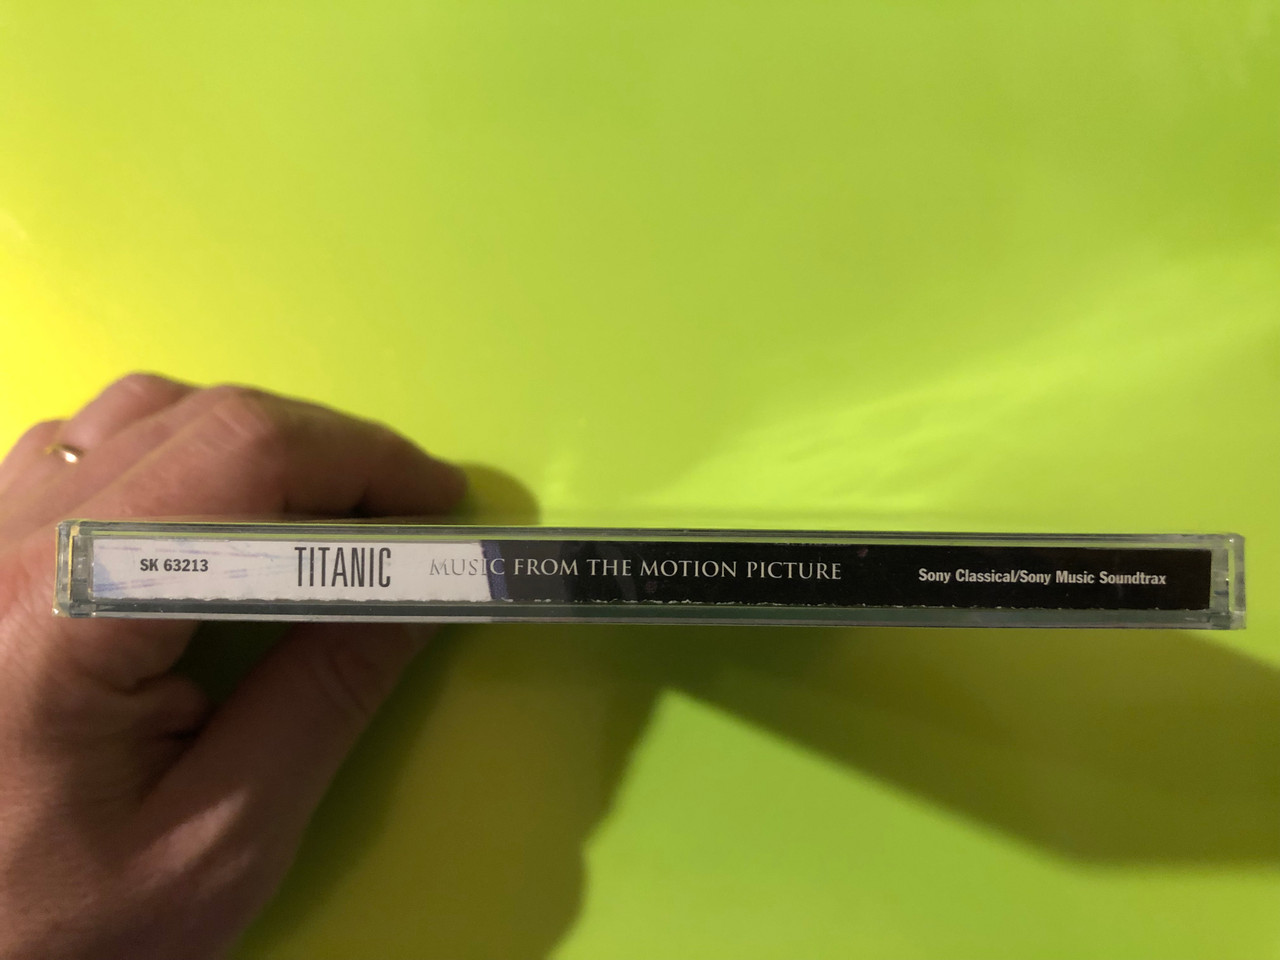 SK 63213 TITANIC MUSIC FROM THE MOTION PICTURE Sony Classical/Sony Music Soundtrax